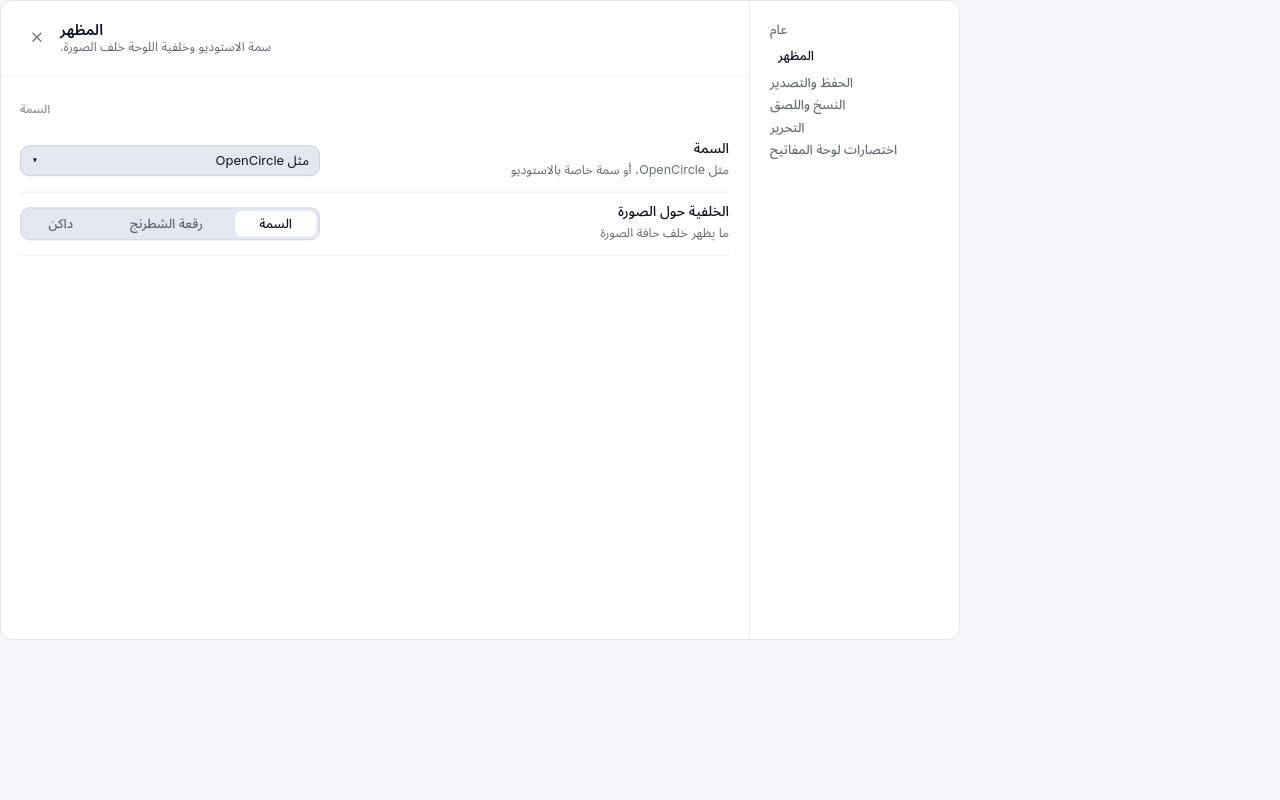 عام
المظهر
الحفظ والتصدير
النسخ واللصق
التحرير
اختصارات لوحة المفاتيح
المظهر
سمة الاستوديو وخلفية اللوحة خلف الصورة.
السمة
السمة
مثل OpenCircle، أو سمة خاصة بالاستوديو
مثل OpenCircle
الخلفية حول الصورة
ما يظهر خلف حافة الصورة
السمة رقعة الشطرنج داكن